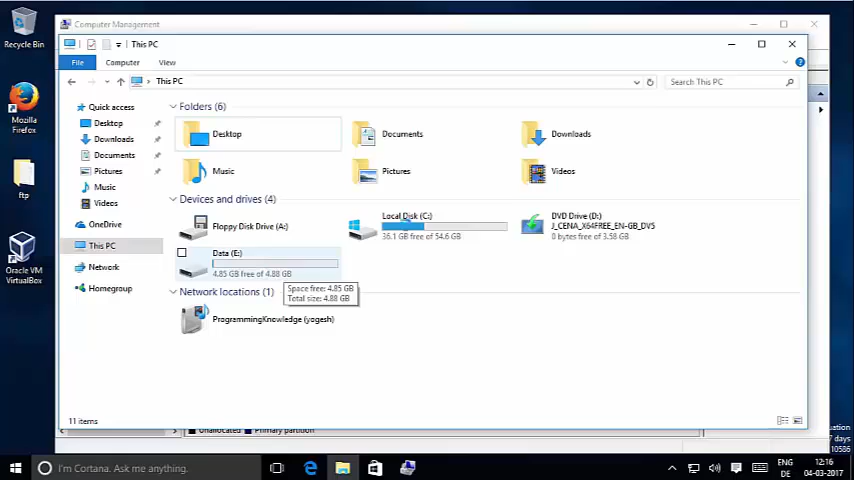 Recycle Bin
Mozilla
Firefox
ftp
Oracle VM
VirtualBox
Computer Management
This PC
File
Computer
View
This PC
Search This PC
Quick access
Desktop
Downloads
Documents
Pictures
Music
Videos
OneDrive
This PC
Network
Homegroup
Folders (6)
Desktop
Documents
Downloads
Music
Pictures
Videos
Devices and drives (4)
Floppy Disk Drive (A:)
Local Disk (C:)
36.1 GB free of 54.6 GB
DVD Drive (D:)
J_CENA_X64FREE_EN-GB_DV5
0 bytes free of 3.58 GB
Data (E:)
4.85 GB free of 4.88 GB
Space free: 4.85 GB
Total size: 4.88 GB
Network locations (1)
ProgrammingKnowledge (yogesh)
11 items
Unallocated
Primary partition
uation
7 days
10586
I'm Cortana. Ask me anything.
ENG
DE
12:16
04-03-2017